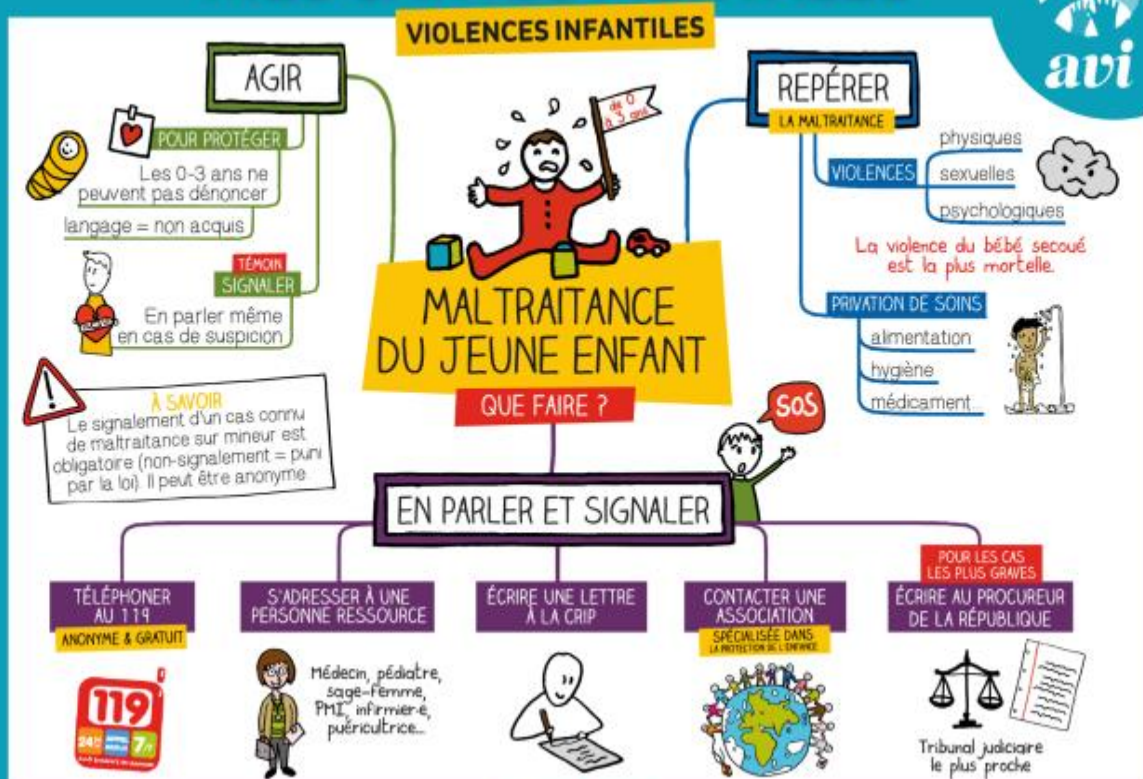 VIOLENCES INFANTILES
avi
AGIR
POUR PROTÉGER
Les 0-3 ans ne
peuvent pas dénoncer
langage = non acquis
TÉMOIN
SIGNALER
En parler même
en cas de suspicion
À SAVOIR
Le signalement d'un cas connu
de maltraitance sur mineur est
obligatoire (non-signalement = puni
par la loi). Il peut être anonyme
de 0
à 3 ans
MALTRAITANCE
DU JEUNE ENFANT
QUE FAIRE ?
REPÉRER
LA MALTRAITANCE
VIOLENCES
physiques
sexuelles
psychologiques
La violence du bébé secoué
est la plus mortelle.
PRIVATION DE SOINS
alimentation
hygiène
médicament
SOS
EN PARLER ET SIGNALER
TÉLÉPHONER
AU 119
ANONYME & GRATUIT
119
7/7
S'ADRESSER À UNE
PERSONNE RESSOURCE
Médecin, pédiatre,
sage-femme,
PMI, infirmier·e,
puéricultrice...
ÉCRIRE UNE LETTRE
À LA CRIP
CONTACTER UNE
ASSOCIATION
SPÉCIALISÉE DANS
LA PROTECTION DE L'ENFANCE
POUR LES CAS
LES PLUS GRAVES
ÉCRIRE AU PROCUREUR
DE LA RÉPUBLIQUE
Tribunal judiciaire
le plus proche